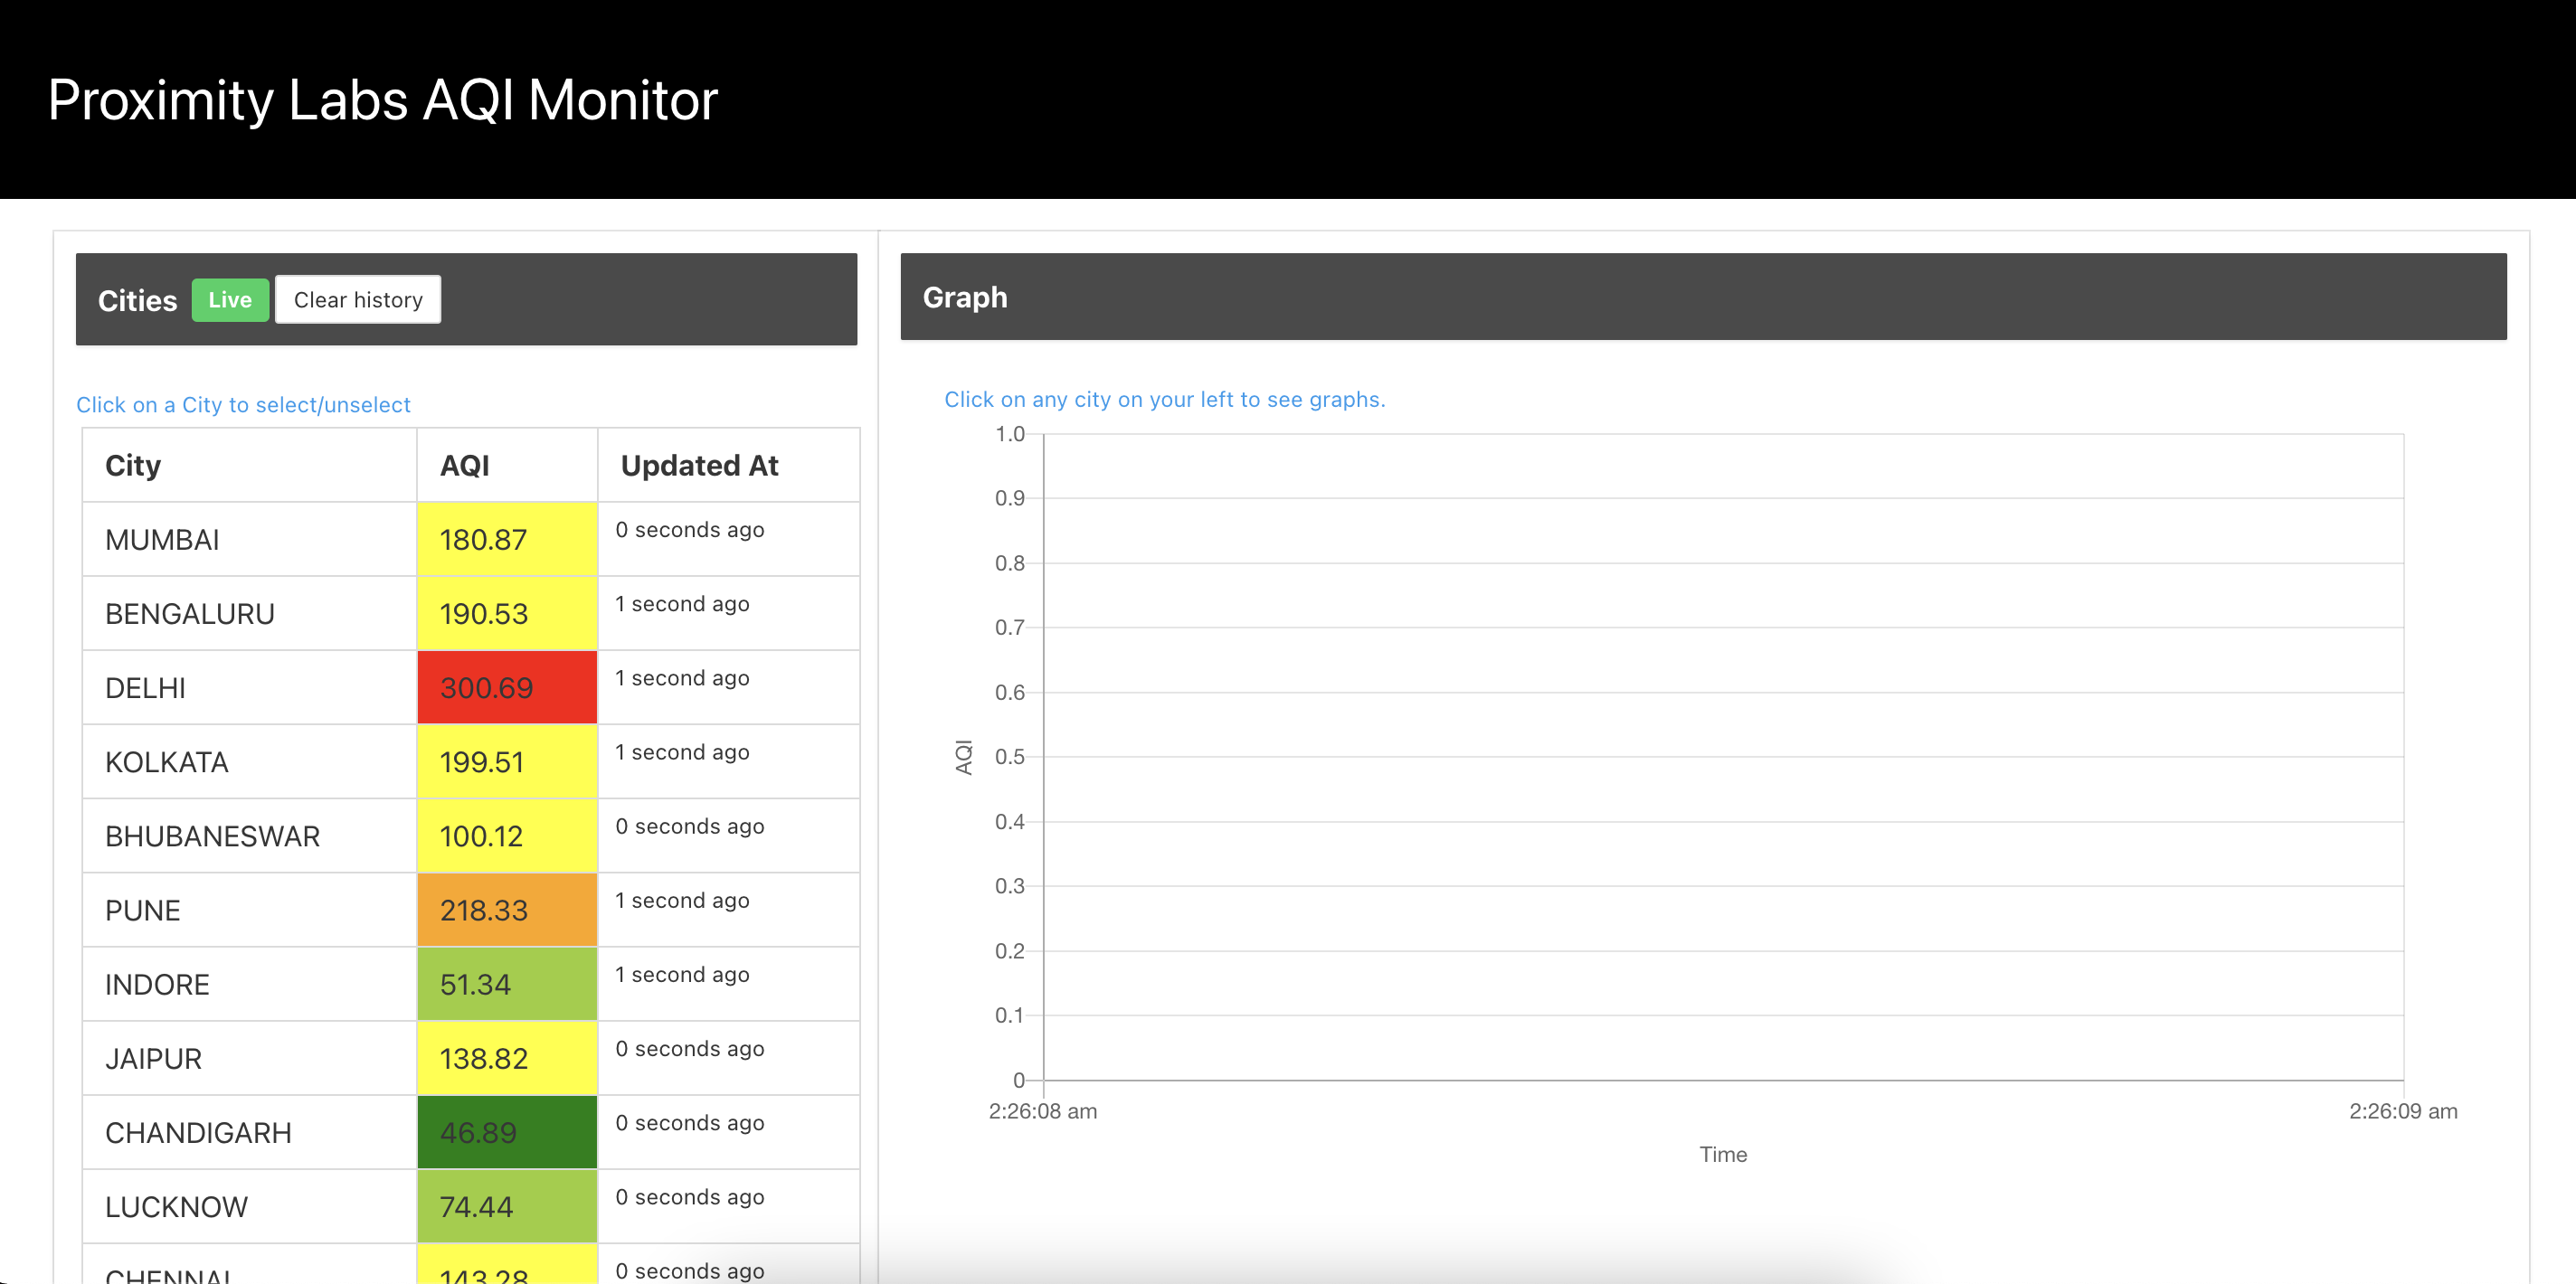 Proximity Labs AQI Monitor
Cities Live Clear history
Click on a City to select/unselect
City AQI Updated At
MUMBAI 180.87 0 seconds ago
BENGALURU 190.53 1 second ago
DELHI 300.69 1 second ago
KOLKATA 199.51 1 second ago
BHUBANESWAR 100.12 0 seconds ago
PUNE 218.33 1 second ago
INDORE 51.34 1 second ago
JAIPUR 138.82 0 seconds ago
CHANDIGARH 46.89 0 seconds ago
LUCKNOW 74.44 0 seconds ago
CHENNAI 143.28 0 seconds ago
Graph
Click on any city on your left to see graphs.
1.0
0.9
0.8
0.7
0.6
0.5
0.4
0.3
0.2
0.1
0
AQI
2:26:08 am 2:26:09 am
Time